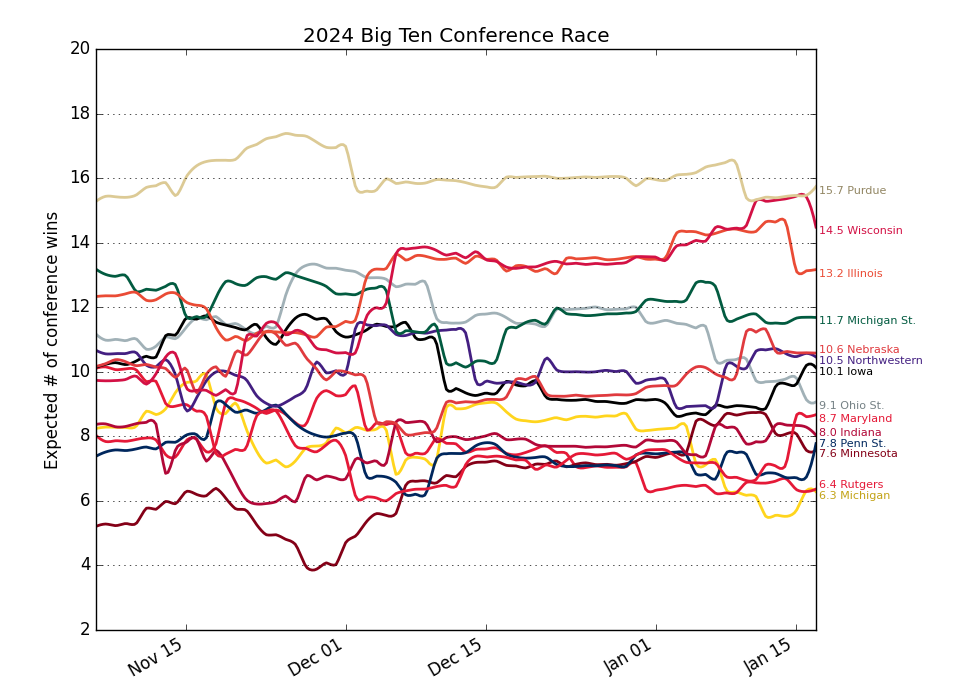 2024 Big Ten Conference Race
Expected # of conference wins
20
18
16
14
12
10
8
6
4
2
Nov 15
Dec 01
Dec 15
Jan 01
Jan 15
15.7 Purdue
14.5 Wisconsin
13.2 Illinois
11.7 Michigan St.
10.6 Nebraska
10.5 Northwestern
10.1 Iowa
9.1 Ohio St.
8.7 Maryland
8.0 Indiana
7.8 Penn St.
7.6 Minnesota
6.4 Rutgers
6.3 Michigan